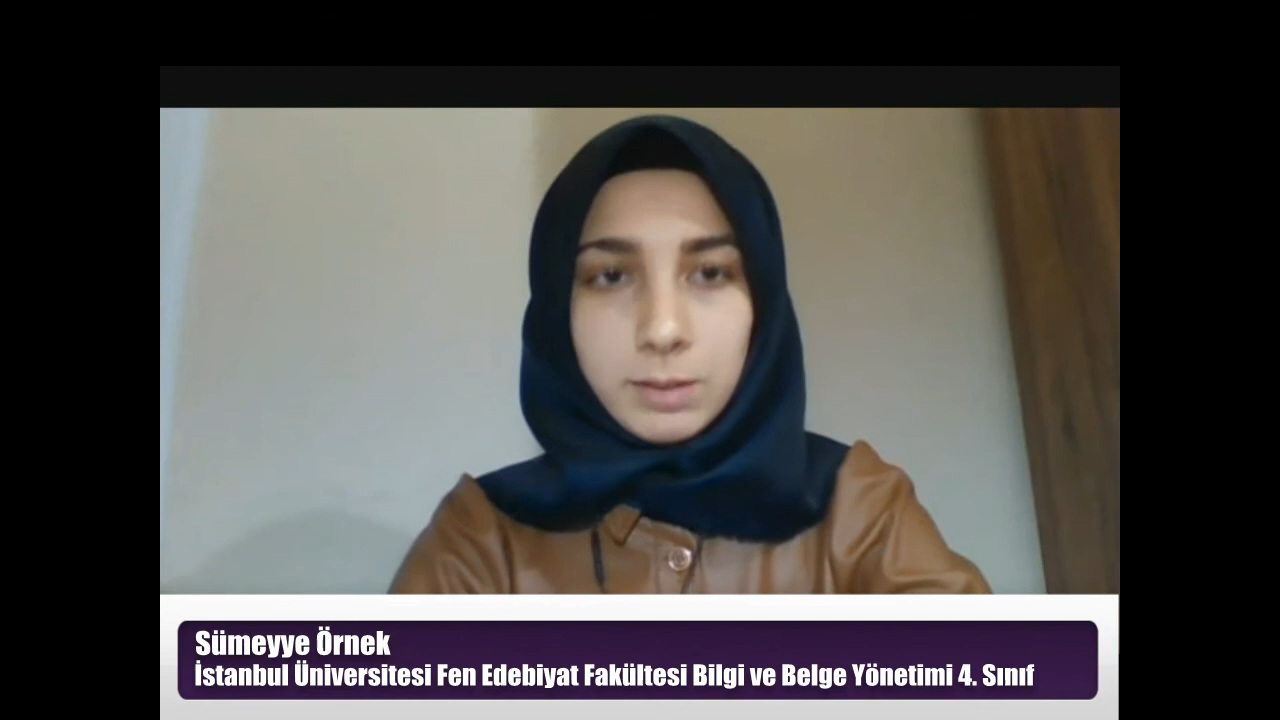 Sümeyye Örnek
İstanbul Üniversitesi Fen Edebiyat Fakültesi Bilgi ve Belge Yönetimi 4. Sınıf